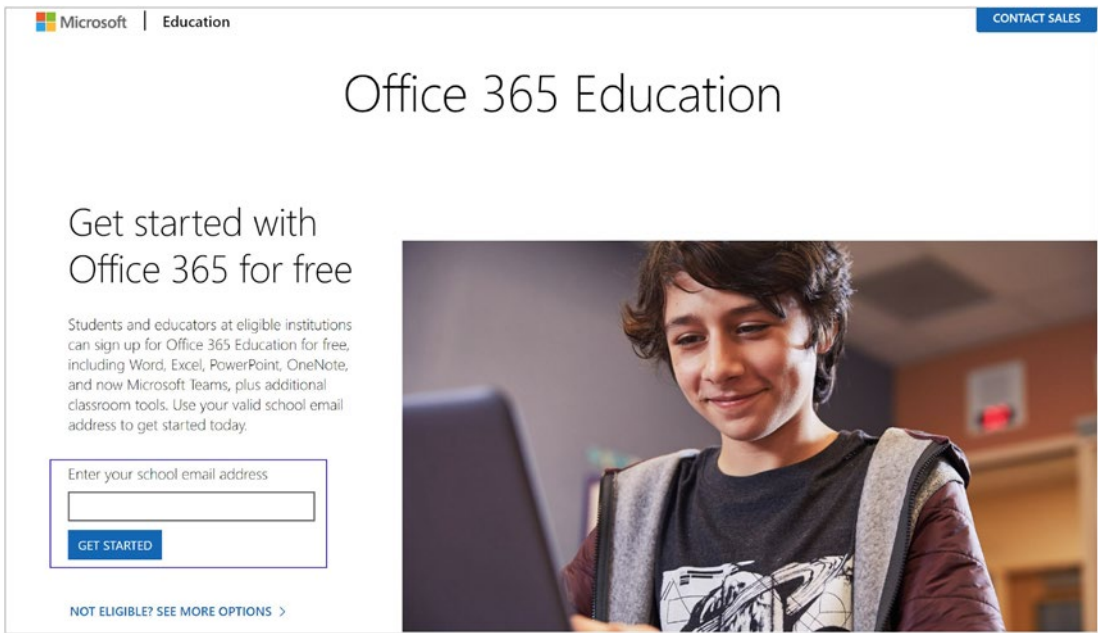 Microsoft | Education
CONTACT SALES
Office 365 Education
Get started with
Office 365 for free
Students and educators at eligible institutions
can sign up for Office 365 Education for free,
including Word, Excel, PowerPoint, OneNote,
and now Microsoft Teams, plus additional
classroom tools. Use your valid school email
address to get started today.
Enter your school email address
GET STARTED
NOT ELIGIBLE? SEE MORE OPTIONS >